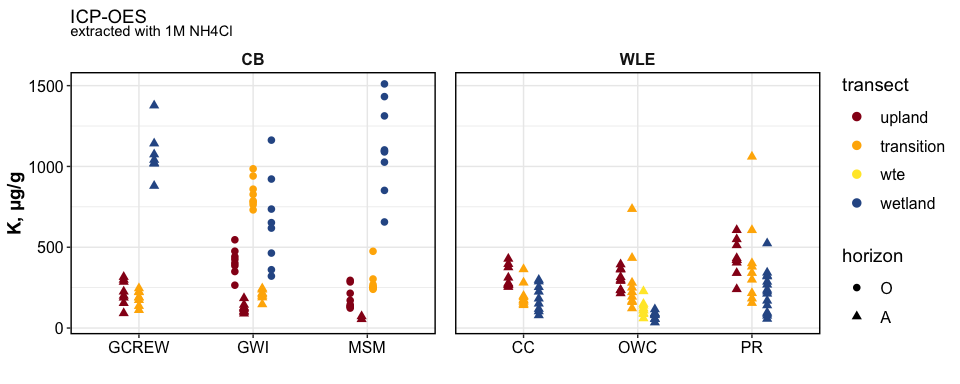 ICP-OES
extracted with 1M NH4Cl
CB
WLE
K, µg/g
1500
1000
500
0
GCREW
GWI
MSM
CC
OWC
PR
transect
upland
transition
wte
wetland
horizon
O
A